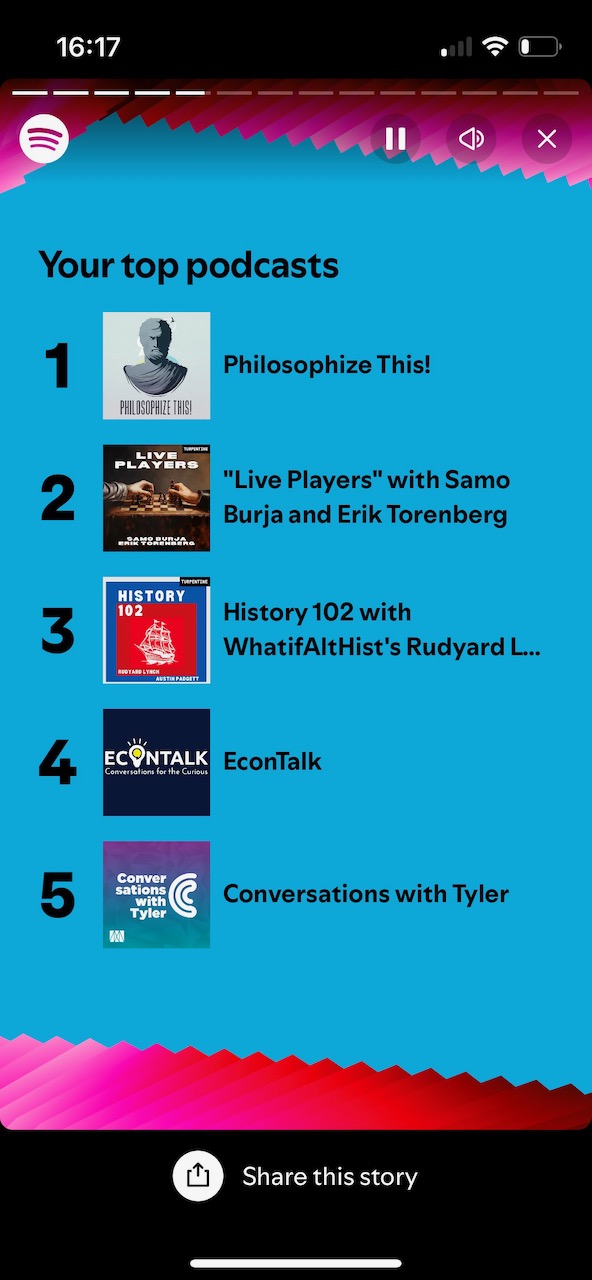 16:17
Your top podcasts
1
PHILOSOPHIZE THIS!
Philosophize This!
2
TURPENTINE
LIVE
PLAYERS
SAMO BURJA
ERIK TORENBERG
"Live Players" with Samo
Burja and Erik Torenberg
3
TURPENTINE
HISTORY
102
RUDYARD LYNCH
AUSTIN PADGETT
History 102 with
WhatifAltHist's Rudyard L...
4
ECONTALK
Conversations for the Curious
EconTalk
5
Conver
sations
with
Tyler
Conversations with Tyler
Share this story